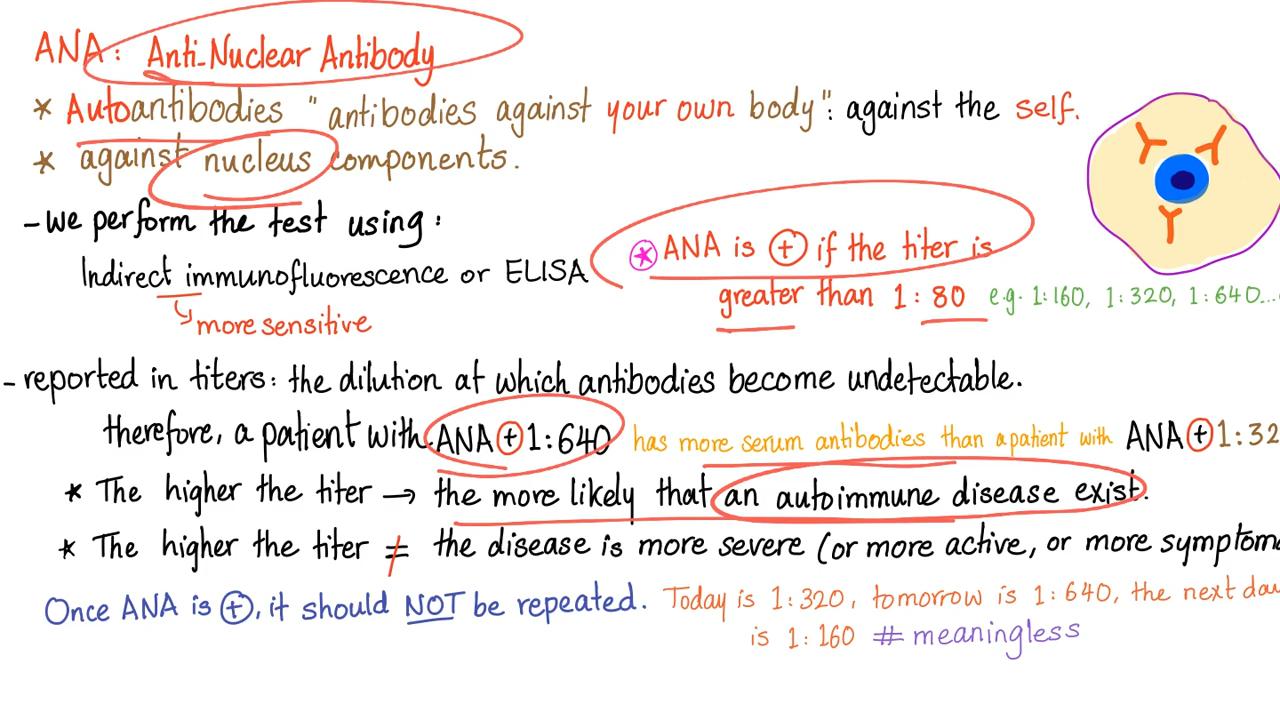 ANA: Anti-Nuclear Antibody
* Autoantibodies "antibodies against your own body": against the self.
* against nucleus components.
- we perform the test using:
Indirect immunofluorescence or ELISA
↳ more sensitive
* ANA is + if the titer is
greater than 1:80 e.g. 1:160, 1:320, 1:640...
- reported in titers: the dilution at which antibodies become undetectable.
therefore, a patient with ANA + 1:640 has more serum antibodies than a patient with ANA + 1:32
* The higher the titer → the more likely that an autoimmune disease exist.
* The higher the titer ≠ the disease is more severe (or more active, or more symptom
Once ANA is +, it should NOT be repeated. Today is 1:320, tomorrow is 1:640, the next da
is 1:160 # meaningless